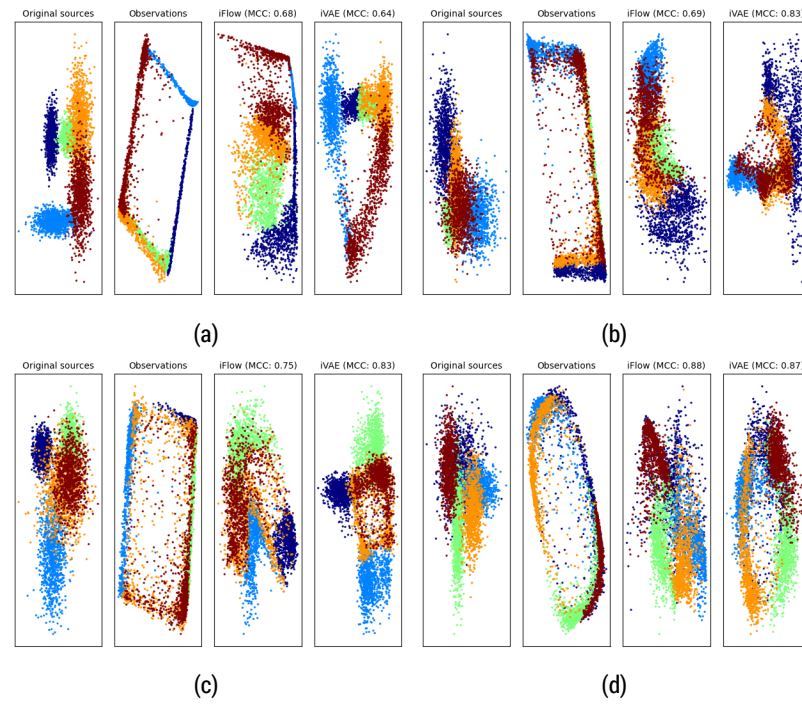 Original sources Observations iFlow (MCC: 0.68) iVAE (MCC: 0.64) Original sources Observations iFlow (MCC: 0.69) iVAE (MCC: 0.83)
(a) (b)
Original sources Observations iFlow (MCC: 0.75) iVAE (MCC: 0.83) Original sources Observations iFlow (MCC: 0.88) iVAE (MCC: 0.87)
(c) (d)